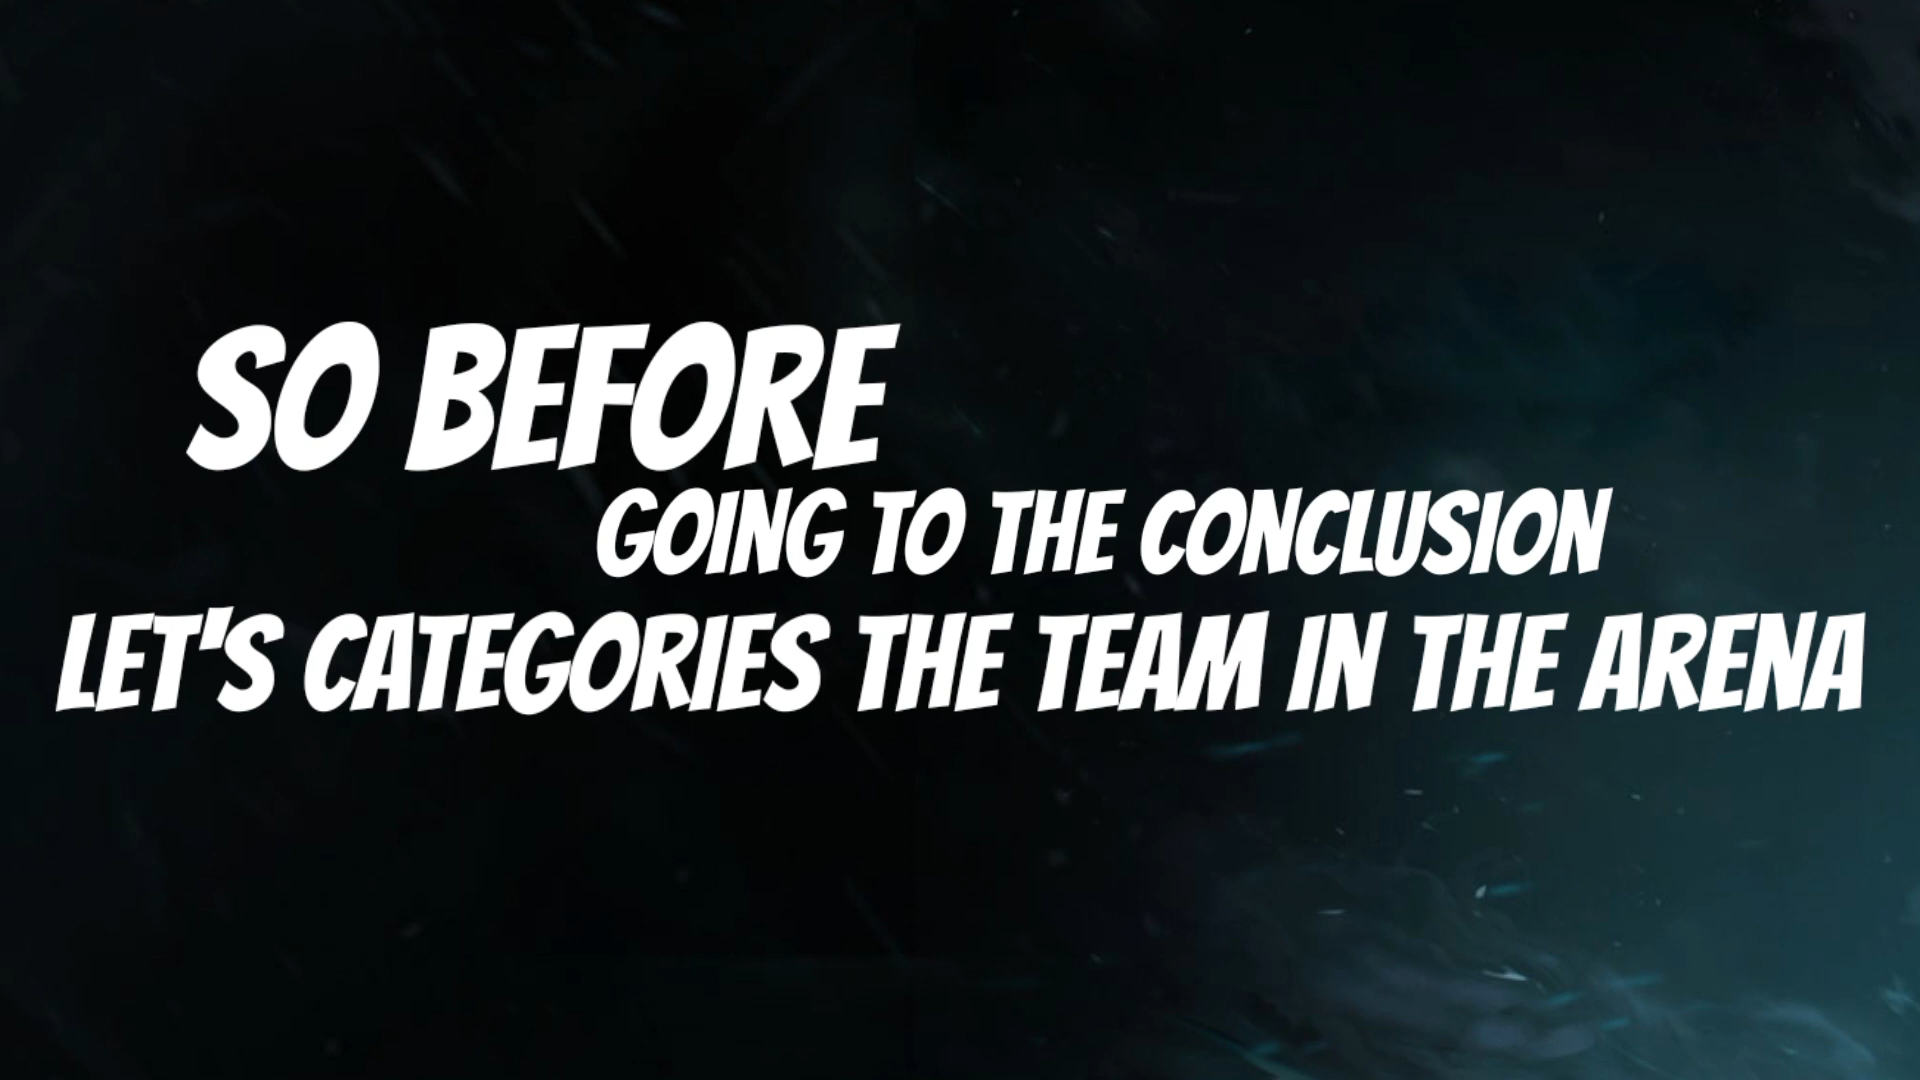 SO BEFORE
GOING TO THE CONCLUSION
LET'S CATEGORIES THE TEAM IN THE ARENA